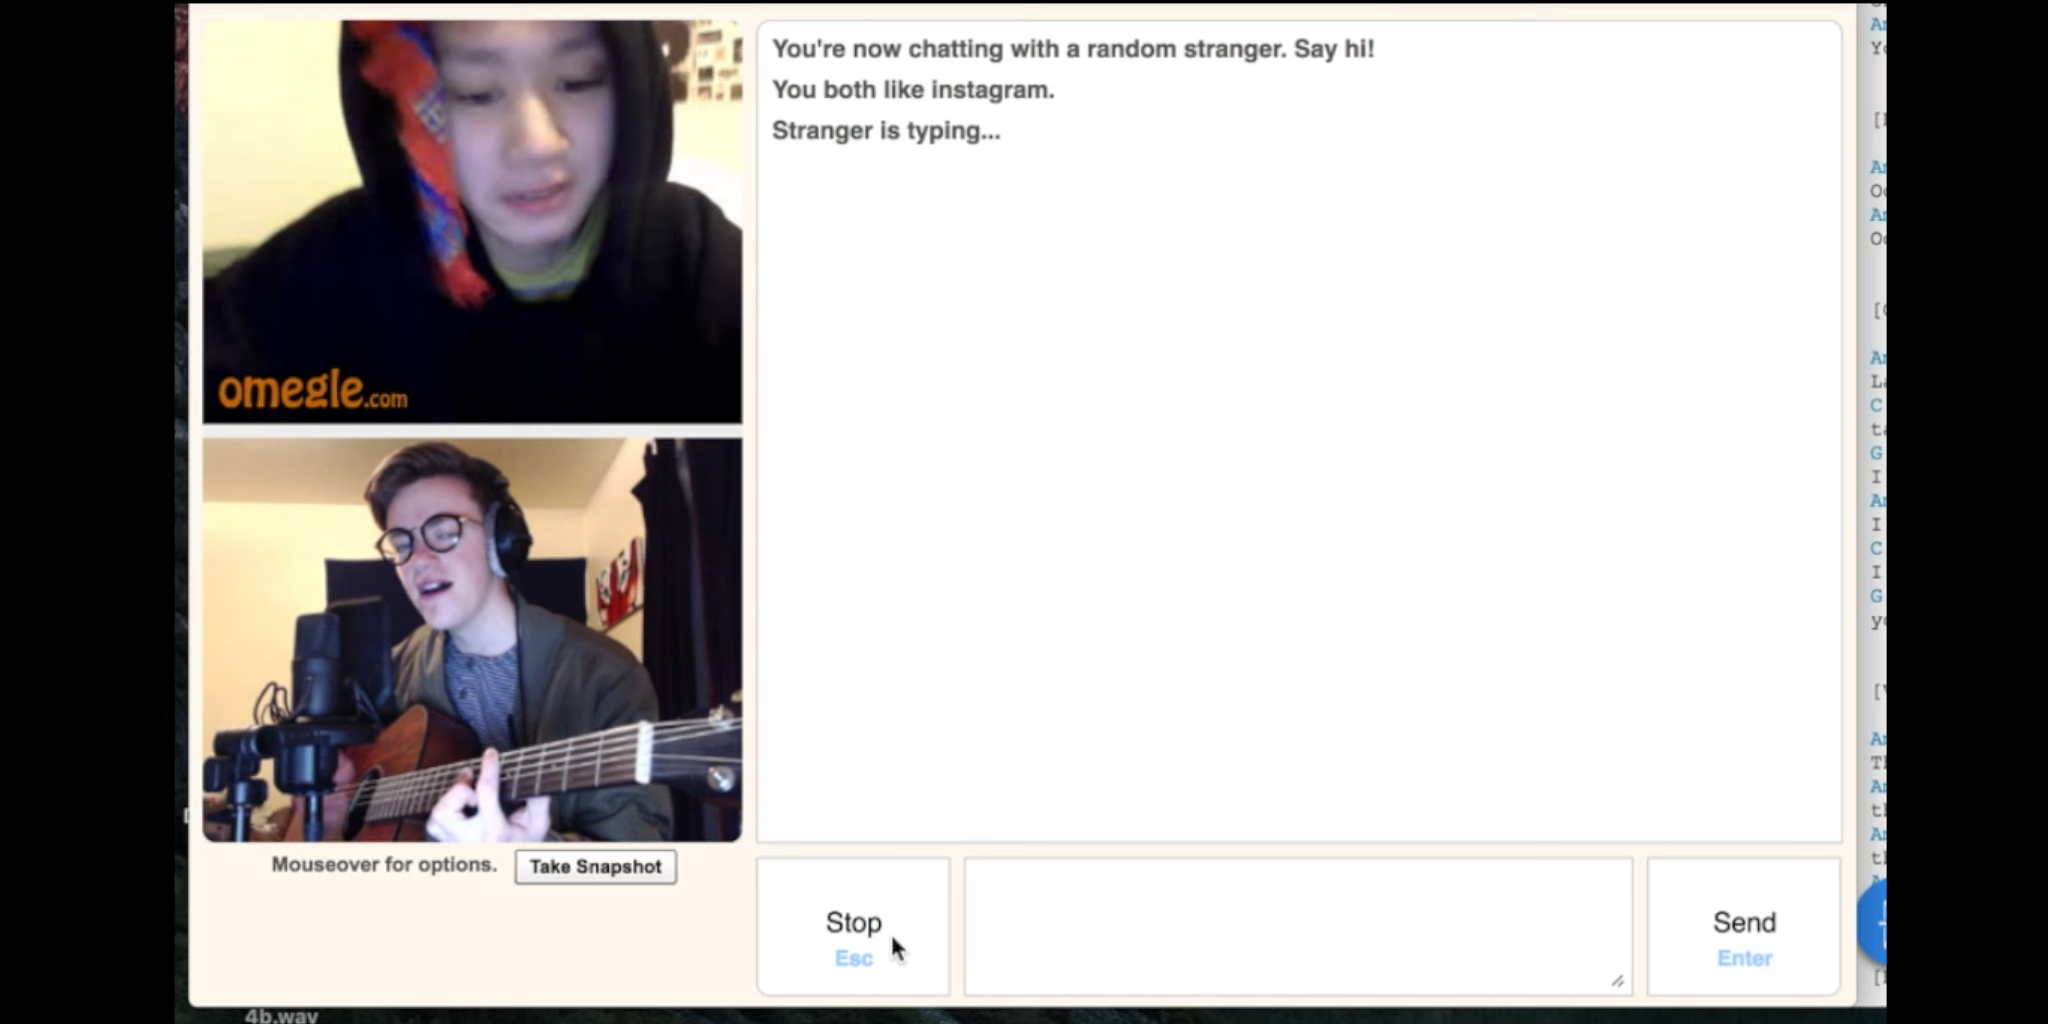 You're now chatting with a random stranger. Say hi!
You both like instagram.
Stranger is typing...
omegle.com
Mouseover for options.
Take Snapshot
Stop
Esc
Send
Enter
4b.wav